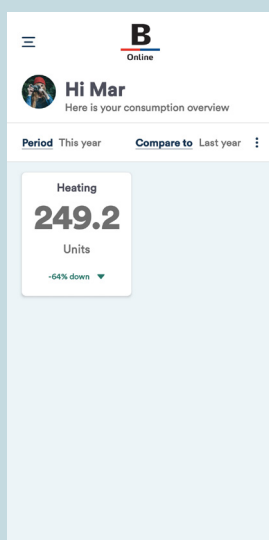 B
Online
Hi Mar
Here is your consumption overview
Period This year Compare to Last year
Heating
249.2
Units
-64% down